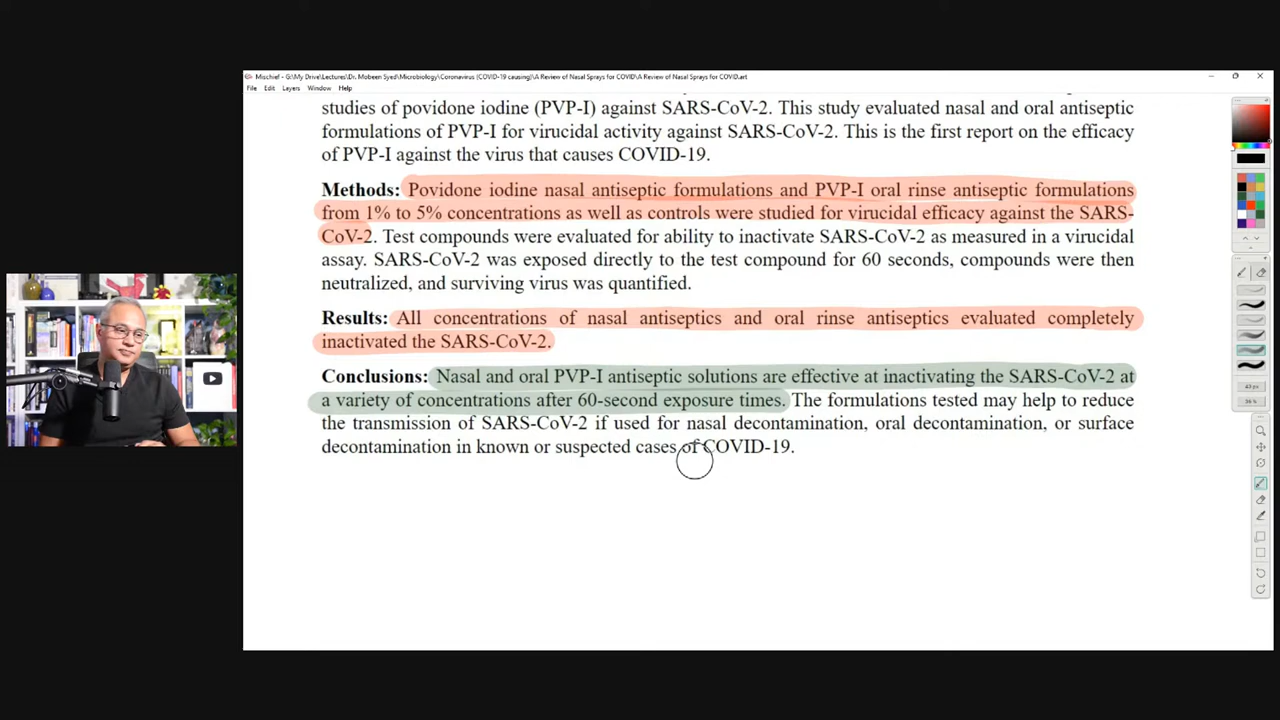 Mischief - G:\My Drive\Lectures\Dr. Mobeen Syed\Microbiology\Coronavirus (COVID-19 causing)\A Review of Nasal Sprays for COVID\A Review of Nasal Sprays for COVID.art
File Edit Layers Window Help
studies of povidone iodine (PVP-I) against SARS-CoV-2. This study evaluated nasal and oral antiseptic
formulations of PVP-I for virucidal activity against SARS-CoV-2. This is the first report on the efficacy
of PVP-I against the virus that causes COVID-19.
Methods: Povidone iodine nasal antiseptic formulations and PVP-I oral rinse antiseptic formulations
from 1% to 5% concentrations as well as controls were studied for virucidal efficacy against the SARS-
CoV-2. Test compounds were evaluated for ability to inactivate SARS-CoV-2 as measured in a virucidal
assay. SARS-CoV-2 was exposed directly to the test compound for 60 seconds, compounds were then
neutralized, and surviving virus was quantified.
Results: All concentrations of nasal antiseptics and oral rinse antiseptics evaluated completely
inactivated the SARS-CoV-2.
Conclusions: Nasal and oral PVP-I antiseptic solutions are effective at inactivating the SARS-CoV-2 at
a variety of concentrations after 60-second exposure times. The formulations tested may help to reduce
the transmission of SARS-CoV-2 if used for nasal decontamination, oral decontamination, or surface
decontamination in known or suspected cases of COVID-19.